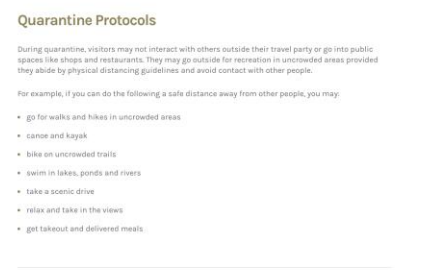 Quarantine Protocols
During quarantine, visitors may not interact with others outside their travel party or go into public
spaces like shops and restaurants. They may go outside for recreation in uncrowded areas provided
they abide by physical distancing guidelines and avoid contact with other people.
For example, if you can do the following a safe distance away from other people, you may:
• go for walks and hikes in uncrowded areas
• canoe and kayak
• bike on uncrowded trails
• swim in lakes, ponds and rivers
• take a scenic drive
• relax and take in the views
• get takeout and delivered meals